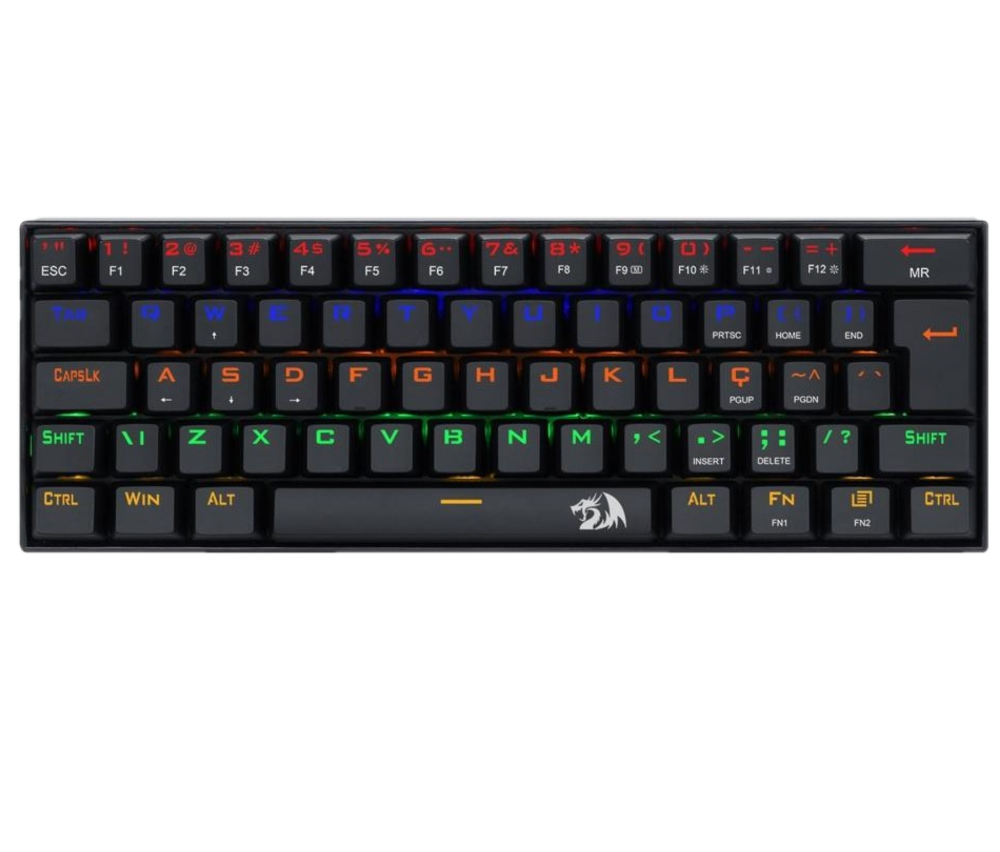 ' " 1 ! 2 @ 3 # 4 $ 5 % 6 ¨ 7 & 8 * 9 ( 0 ) - _ = + ←
ESC F1 F2 F3 F4 F5 F6 F7 F8 F9 F10 F11 F12 MR
TAB Q W E R T Y U I O P [ { ] }
↑ PRTSC HOME END
CAPSLK A S D F G H J K L Ç ~ ^ ´ `
← ↓ → PGUP PGDN
SHIFT \ | Z X C V B N M , < . > ; : / ? SHIFT
INSERT DELETE
CTRL WIN ALT ALT FN CTRL
FN1 FN2